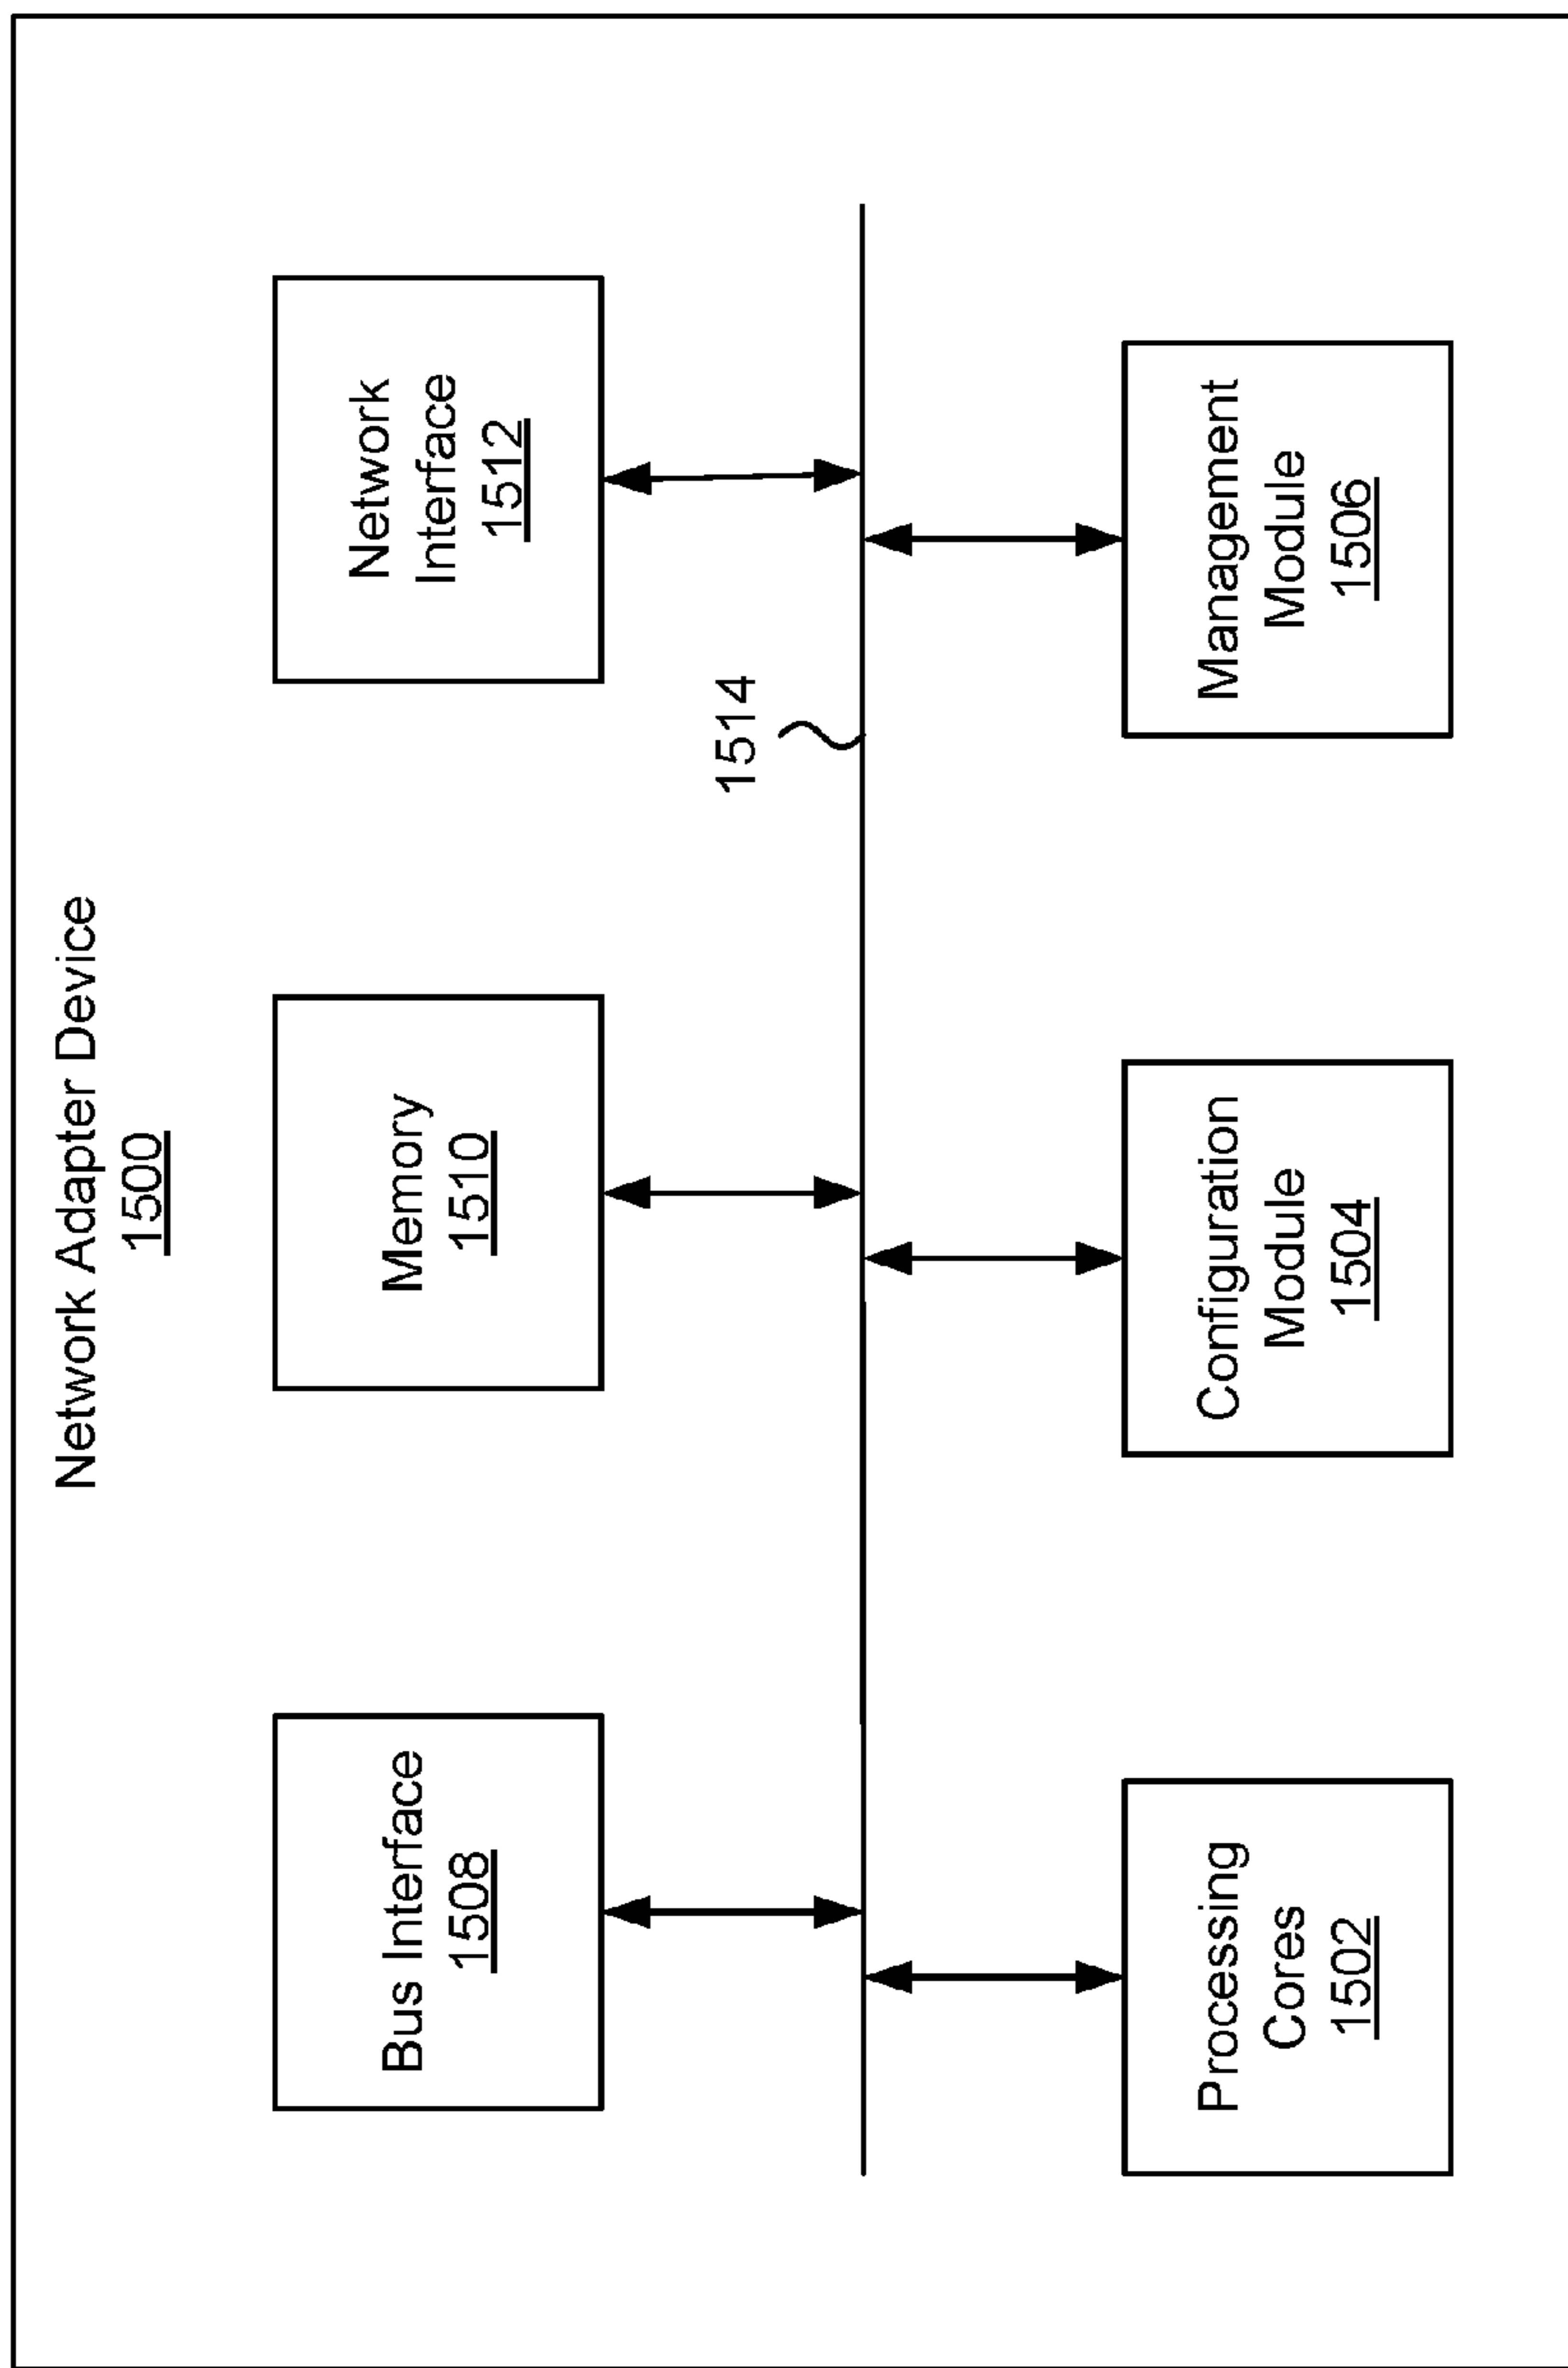 Network Adapter Device
1500
Bus Interface
1508
Memory
1510
Network
Interface
1512
1514
Processing
Cores
1502
Configuration
Module
1504
Management
Module
1506